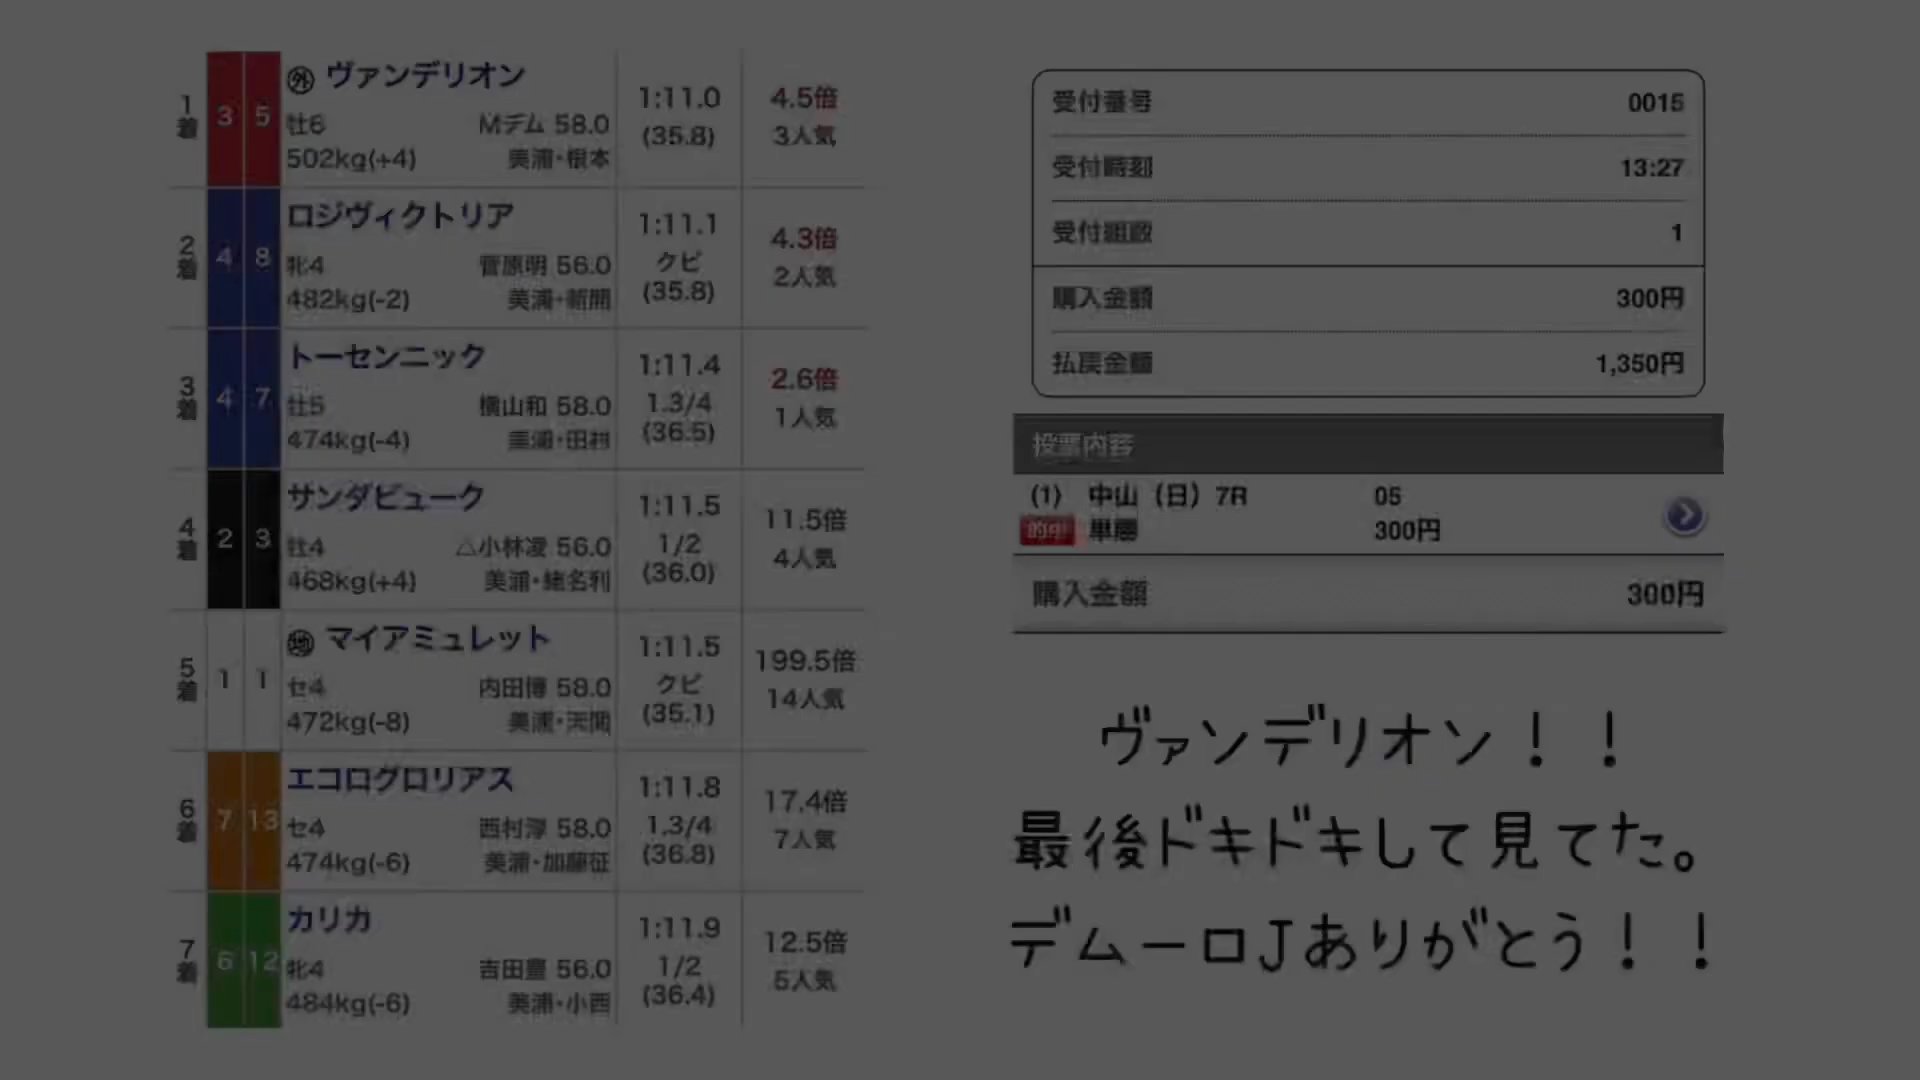 1着 3 5 外 ヴァンデリオン
牡6 Mデム 58.0
502kg(+4) 美浦・根本
1:11.0
(35.8)
4.5倍
3人気
2着 4 8 ロジヴィクトリア
牝4 菅原明 56.0
482kg(-2) 美浦・新開
1:11.1
クビ
(35.8)
4.3倍
2人気
3着 4 7 トーセンニック
牡5 横山和 58.0
474kg(-4) 美浦・田村
1:11.4
1.3/4
(36.5)
2.6倍
1人気
4着 2 3 サンダビューク
牡4 △小林凌 56.0
468kg(+4) 美浦・蛯名利
1:11.5
1/2
(36.0)
11.5倍
4人気
5着 1 1 地 マイアミュレット
セ4 内田博 58.0
472kg(-8) 美浦・天間
1:11.5
クビ
(35.1)
199.5倍
14人気
6着 7 13 エコログロリアス
セ4 西村淳 58.0
474kg(-6) 美浦・加藤征
1:11.8
1.3/4
(36.8)
17.4倍
7人気
7着 6 12 カリカ
牝4 吉田豊 56.0
484kg(-6) 美浦・小西
1:11.9
1/2
(36.4)
12.5倍
5人気
受付番号 0015
受付時刻 13:27
受付組数 1
購入金額 300円
払戻金額 1,350円
投票内容
(1) 中山（日）7R 05
的中 単勝 300円
購入金額 300円
ヴァンデリオン！！
最後ドキドキして見てた。
デムーロJありがとう！！